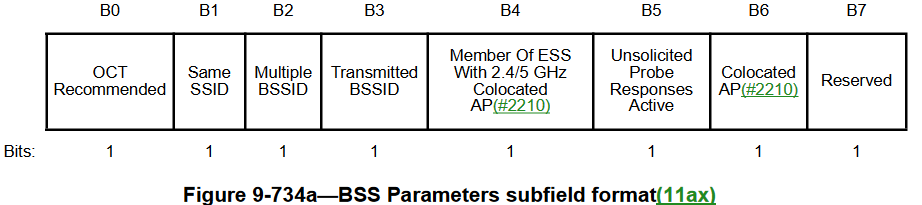 B0 B1 B2 B3 B4 B5 B6 B7
OCT
Recommended
Same
SSID
Multiple
BSSID
Transmitted
BSSID
Member Of ESS
With 2.4/5 GHz
Colocated
AP(#2210)
Unsolicited
Probe
Responses
Active
Colocated
AP(#2210)
Reserved
Bits: 1 1 1 1 1 1 1 1
Figure 9-734a—BSS Parameters subfield format(11ax)